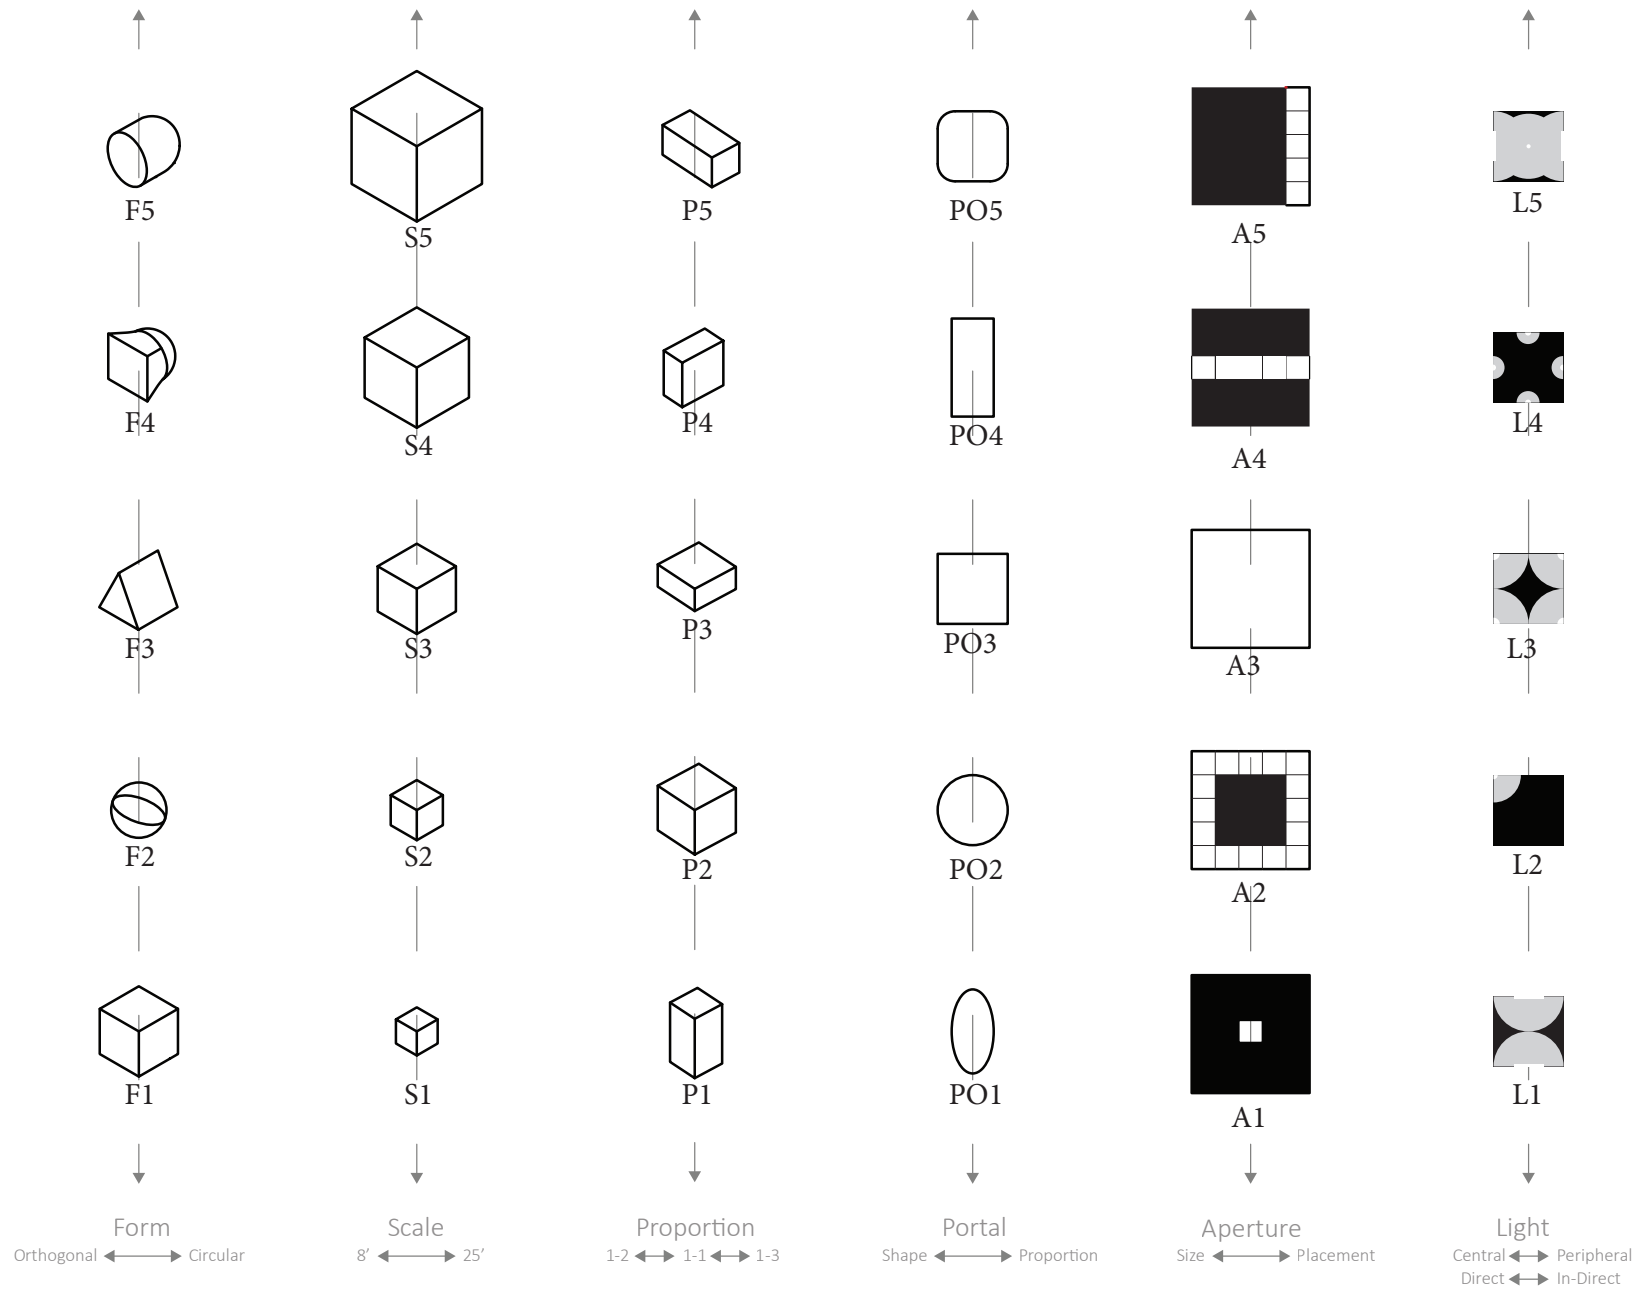 F5 S5 P5 PO5 A5 L5
F4 S4 P4 PO4 A4 L4
F3 S3 P3 PO3 A3 L3
F2 S2 P2 PO2 A2 L2
F1 S1 P1 PO1 A1 L1
Form Scale Proportion Portal Aperture Light
Orthogonal Circular 8’ 25’ 1-2 1-1 1-3 Shape Proportion Size Placement Central Peripheral
Direct In-Direct